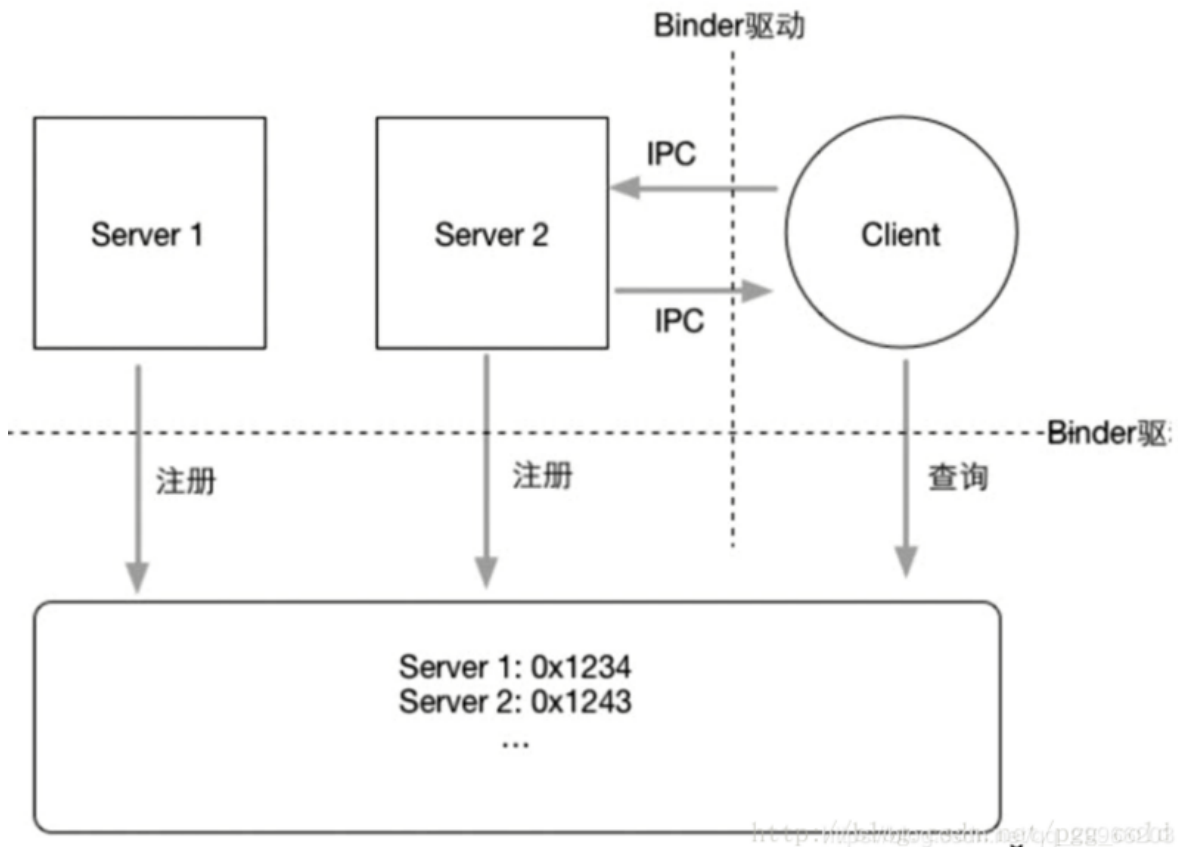 Binder驱动
IPC
Server 1
Server 2
Client
IPC
Binder驱
注册
注册
查询
Server 1: 0x1234
Server 2: 0x1243
...